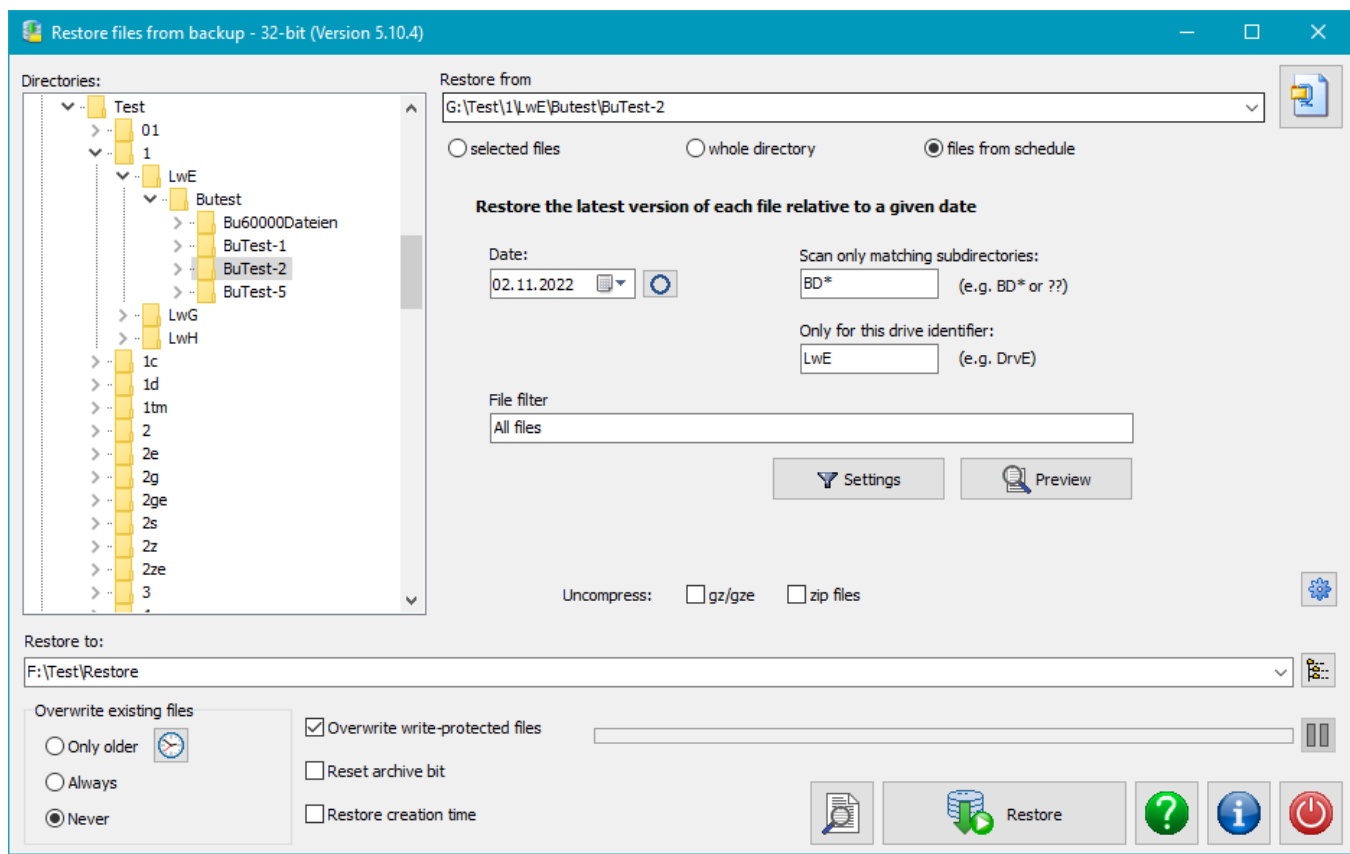 Restore files from backup - 32-bit (Version 5.10.4)
Directories:
Test
01
1
LwE
Butest
Bu60000Dateien
BuTest-1
BuTest-2
BuTest-5
LwG
LwH
1c
1d
1tm
2
2e
2g
2ge
2s
2z
2ze
3
Restore from
G:\Test\1\LwE\Butest\BuTest-2
selected files whole directory files from schedule
Restore the latest version of each file relative to a given date
Date:
02.11.2022
Scan only matching subdirectories:
BD* (e.g. BD* or ??)
Only for this drive identifier:
LwE (e.g. DrvE)
File filter
All files
Settings Preview
Uncompress: gz/gze zip files
Restore to:
F:\Test\Restore
Overwrite existing files
Only older
Always
Never
Overwrite write-protected files
Reset archive bit
Restore creation time
Restore